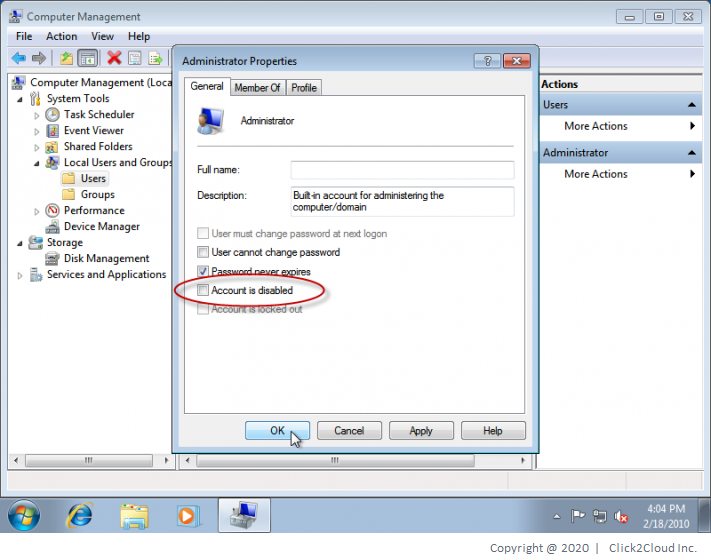 Computer Management
File Action View Help
Administrator Properties
General Member Of Profile
Administrator
Full name:
Description: Built-in account for administering the
computer/domain
User must change password at next logon
User cannot change password
Password never expires
Account is disabled
Account is locked out
OK Cancel Apply Help
Computer Management (Loca
System Tools
Task Scheduler
Event Viewer
Shared Folders
Local Users and Groups
Users
Groups
Performance
Device Manager
Storage
Disk Management
Services and Applications
Actions
Users
More Actions
Administrator
More Actions
4:04 PM
2/18/2010
Copyright @ 2020 | Click2Cloud Inc.